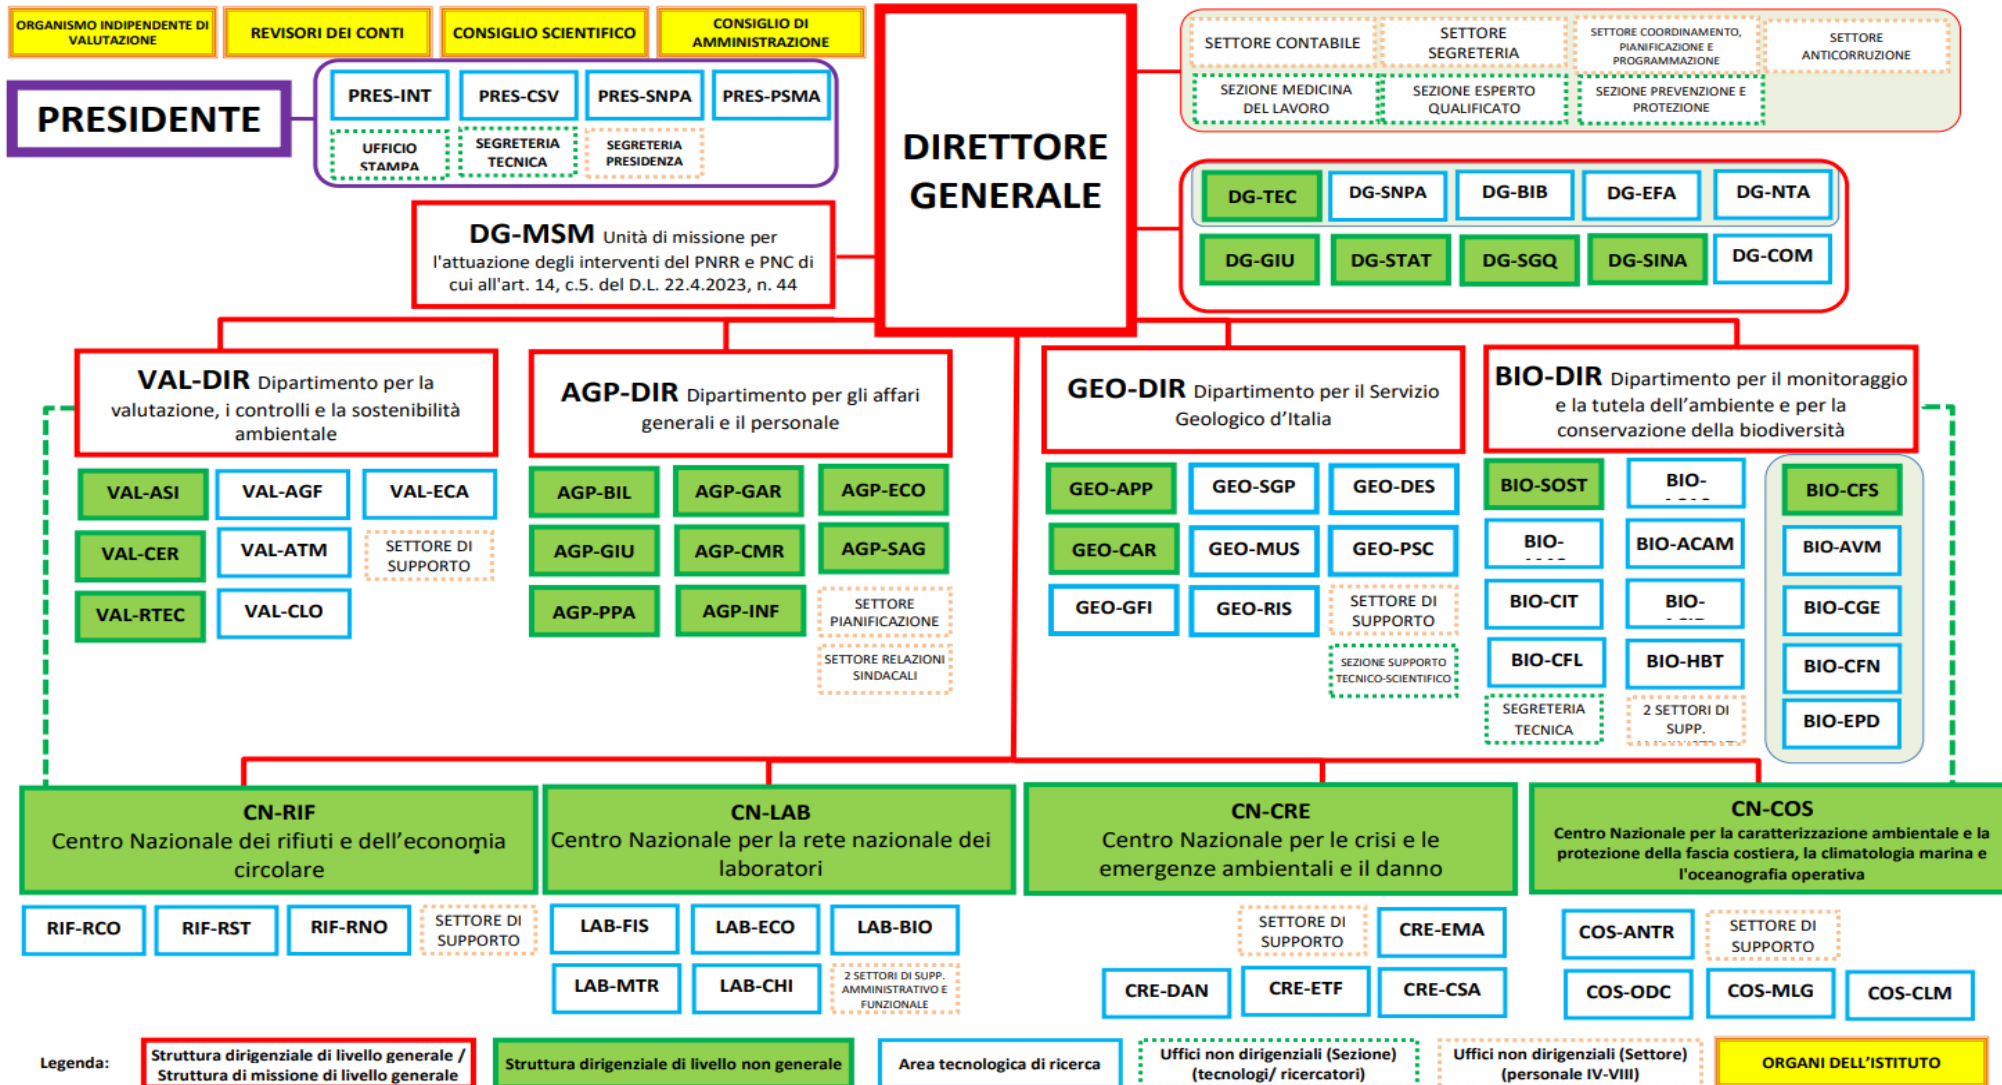 ORGANISMO INDIPENDENTE DI
VALUTAZIONE
REVISORI DEI CONTI
CONSIGLIO SCIENTIFICO
CONSIGLIO DI
AMMINISTRAZIONE
PRESIDENTE
PRES-INT
PRES-CSV
PRES-SNPA
PRES-PSMA
UFFICIO
STAMPA
SEGRETERIA
TECNICA
SEGRETERIA
PRESIDENZA
DIRETTORE
GENERALE
SETTORE CONTABILE
SETTORE
SEGRETERIA
SETTORE COORDINAMENTO,
PIANIFICAZIONE E
PROGRAMMAZIONE
SETTORE
ANTICORRUZIONE
SEZIONE MEDICINA
DEL LAVORO
SEZIONE ESPERTO
QUALIFICATO
SEZIONE PREVENZIONE E
PROTEZIONE
DG-TEC
DG-SNPA
DG-BIB
DG-EFA
DG-NTA
DG-GIU
DG-STAT
DG-SGQ
DG-SINA
DG-COM
DG-MSM Unità di missione per
l'attuazione degli interventi del PNRR e PNC di
cui all'art. 14, c.5. del D.L. 22.4.2023, n. 44
VAL-DIR Dipartimento per la
valutazione, i controlli e la sostenibilità
ambientale
AGP-DIR Dipartimento per gli affari
generali e il personale
GEO-DIR Dipartimento per il Servizio
Geologico d’Italia
BIO-DIR Dipartimento per il monitoraggio
e la tutela dell’ambiente e per la
conservazione della biodiversità
VAL-ASI
VAL-AGF
VAL-ECA
VAL-CER
VAL-ATM
SETTORE DI
SUPPORTO
VAL-RTEC
VAL-CLO
AGP-BIL
AGP-GAR
AGP-ECO
AGP-GIU
AGP-CMR
AGP-SAG
AGP-PPA
AGP-INF
SETTORE
PIANIFICAZIONE
SETTORE RELAZIONI
SINDACALI
GEO-APP
GEO-SGP
GEO-DES
GEO-CAR
GEO-MUS
GEO-PSC
GEO-GFI
GEO-RIS
SETTORE DI
SUPPORTO
SEZIONE SUPPORTO
TECNICO-SCIENTIFICO
BIO-SOST
BIO-
BIO-CFS
BIO-
BIO-ACAM
BIO-AVM
BIO-CIT
BIO-
BIO-CGE
BIO-CFL
BIO-HBT
BIO-CFN
SEGRETERIA
TECNICA
2 SETTORI DI
SUPP.
BIO-EPD
CN-RIF
Centro Nazionale dei rifiuti e dell’economia
circolare
CN-LAB
Centro Nazionale per la rete nazionale dei
laboratori
CN-CRE
Centro Nazionale per le crisi e le
emergenze ambientali e il danno
CN-COS
Centro Nazionale per la caratterizzazione ambientale e la
protezione della fascia costiera, la climatologia marina e
l'oceanografia operativa
RIF-RCO
RIF-RST
RIF-RNO
SETTORE DI
SUPPORTO
LAB-FIS
LAB-ECO
LAB-BIO
LAB-MTR
LAB-CHI
2 SETTORI DI SUPP.
AMMINISTRATIVO E
FUNZIONALE
SETTORE DI
SUPPORTO
CRE-EMA
CRE-DAN
CRE-ETF
CRE-CSA
COS-ANTR
SETTORE DI
SUPPORTO
COS-ODC
COS-MLG
COS-CLM
Legenda:
Struttura dirigenziale di livello generale /
Struttura di missione di livello generale
Struttura dirigenziale di livello non generale
Area tecnologica di ricerca
Uffici non dirigenziali (Sezione)
(tecnologi/ ricercatori)
Uffici non dirigenziali (Settore)
(personale IV-VIII)
ORGANI DELL’ISTITUTO